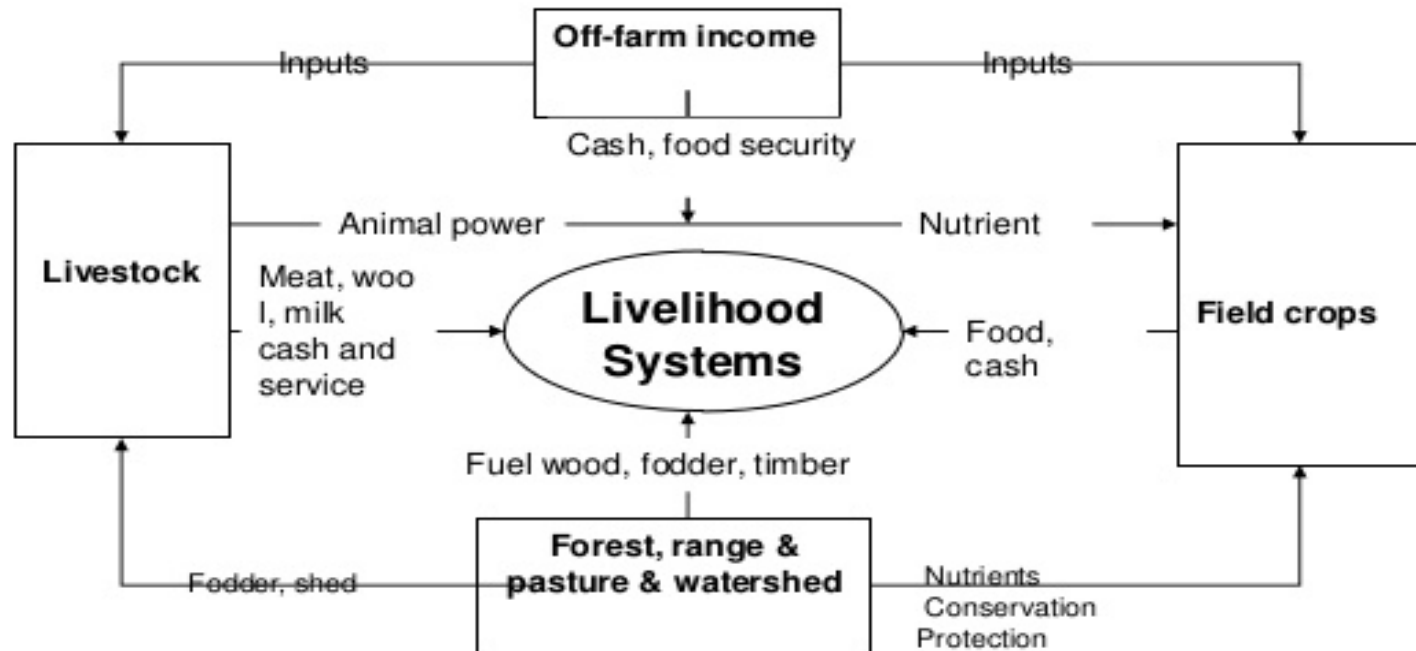 Off-farm income
Inputs
Inputs
Cash, food security
Animal power
Nutrient
Livestock
Meat, woo
l, milk
cash and
service
Livelihood
Systems
Food,
cash
Field crops
Fuel wood, fodder, timber
Forest, range &
pasture & watershed
Fodder, shed
Nutrients
Conservation
Protection